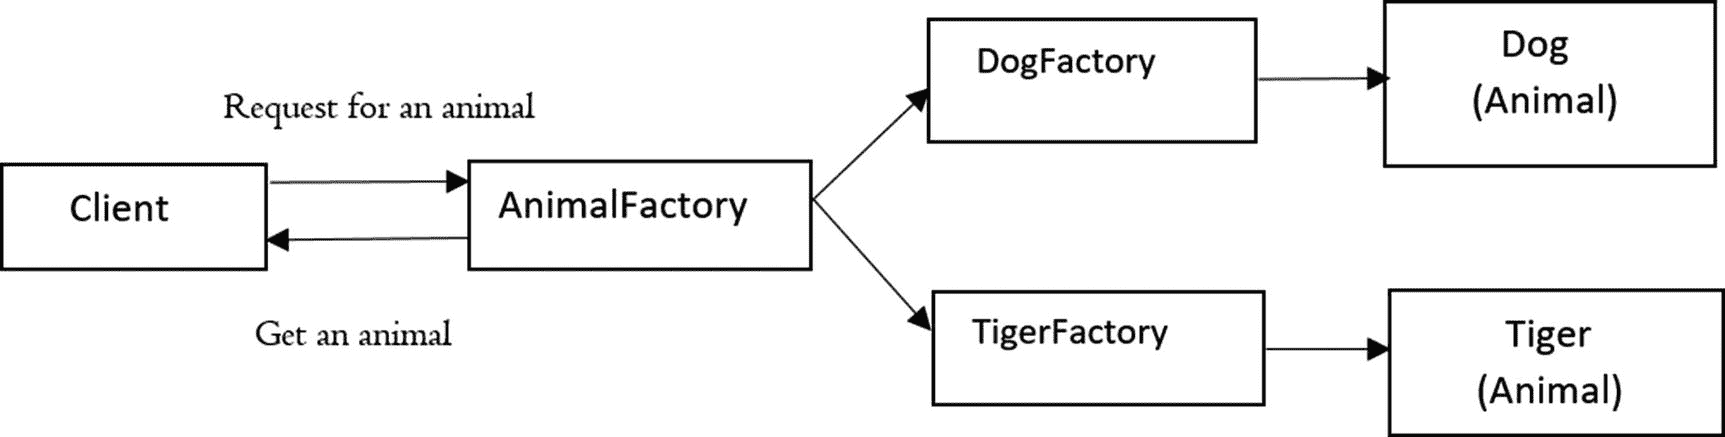 Request for an animal
Client
AnimalFactory
Get an animal
DogFactory
Dog
(Animal)
TigerFactory
Tiger
(Animal)